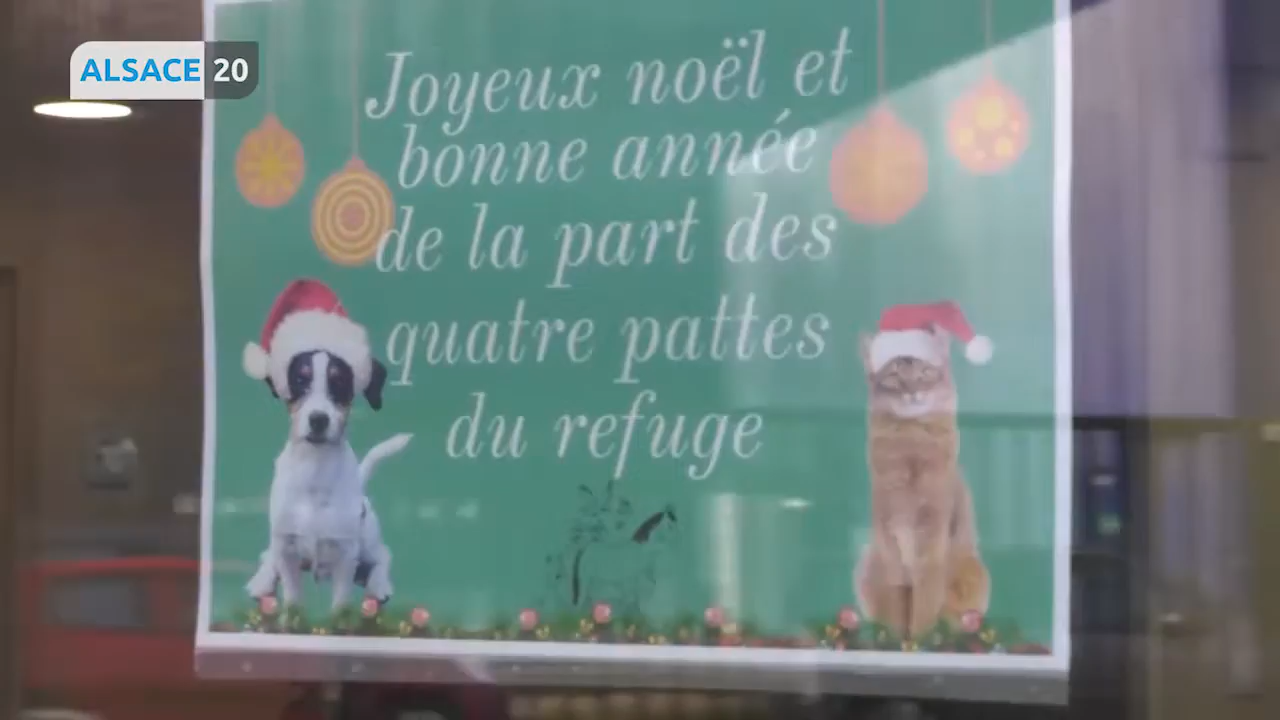 ALSACE 20
Joyeux noël et
bonne année
de la part des
quatre pattes
du refuge